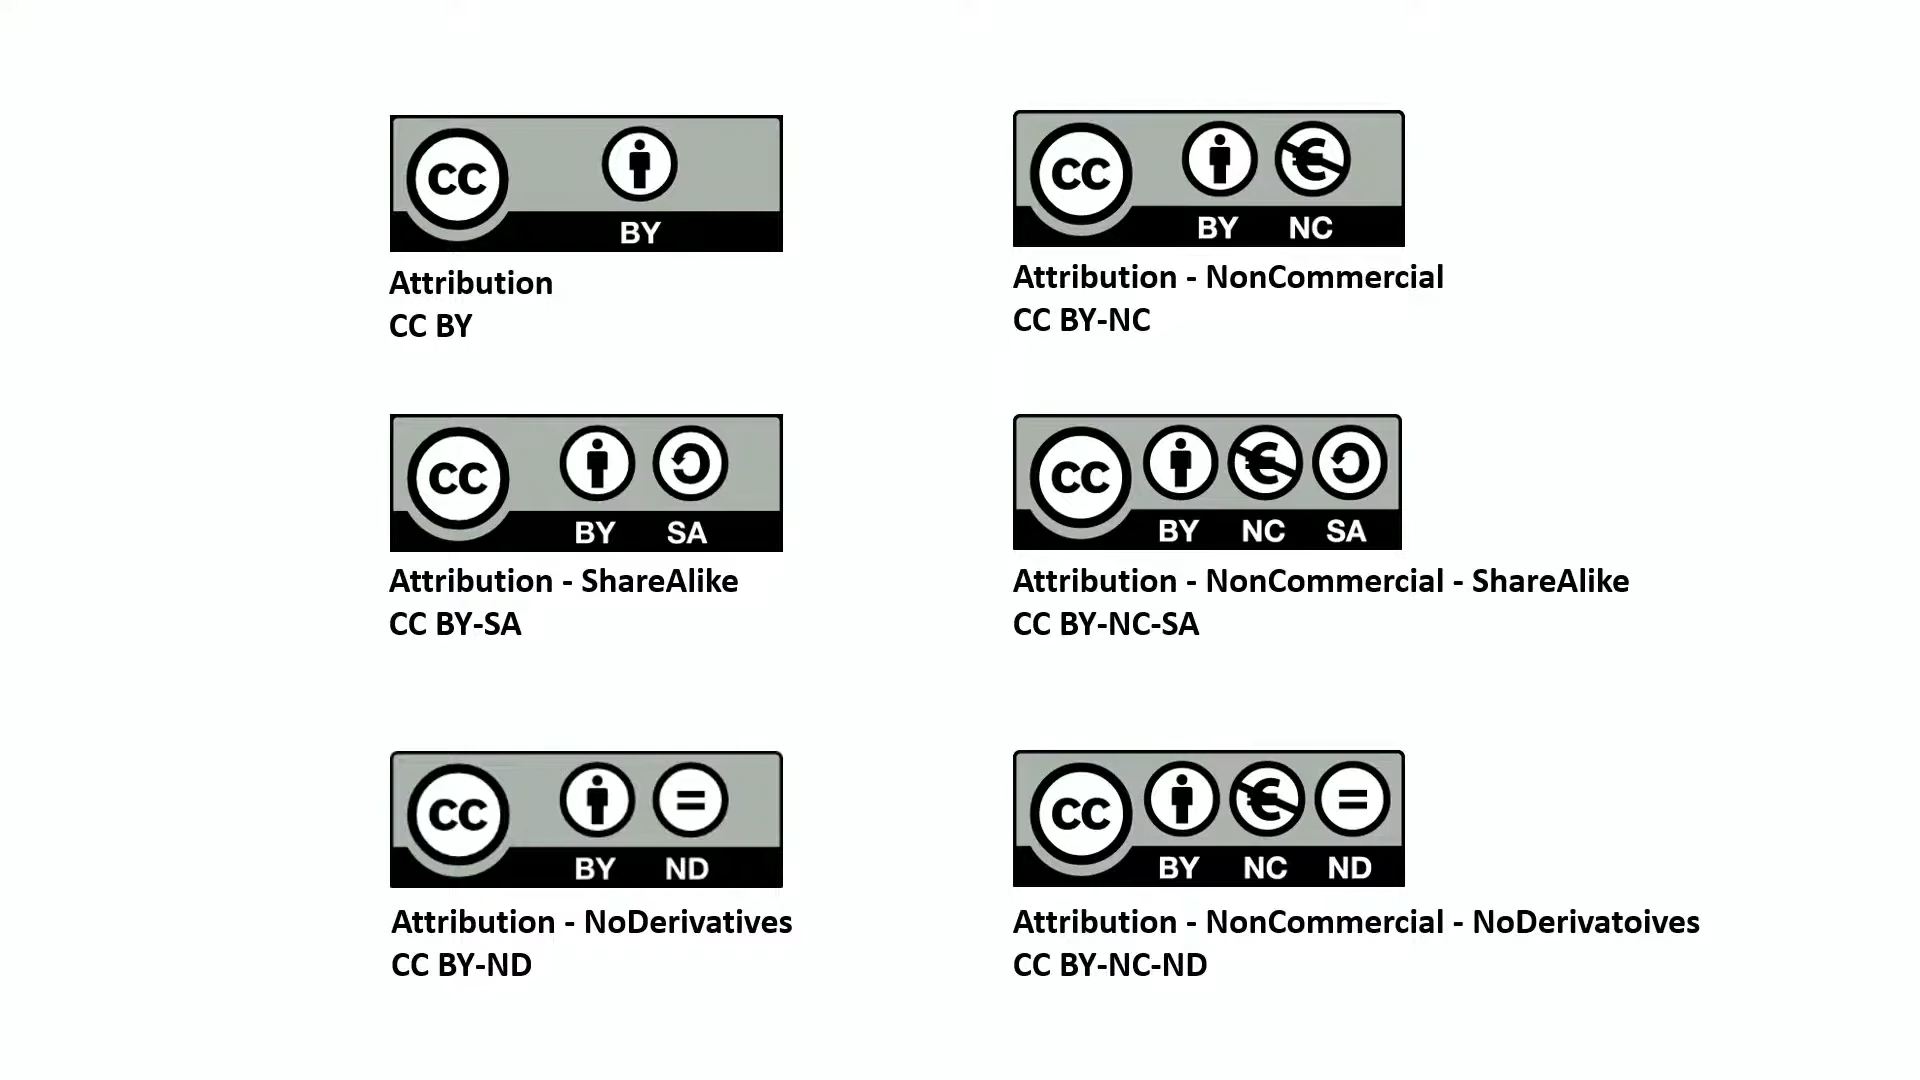 CC
BY
Attribution
CC BY
CC
BY NC
Attribution - NonCommercial
CC BY-NC
CC
BY SA
Attribution - ShareAlike
CC BY-SA
CC
BY NC SA
Attribution - NonCommercial - ShareAlike
CC BY-NC-SA
CC
BY ND
Attribution - NoDerivatives
CC BY-ND
CC
BY NC ND
Attribution - NonCommercial - NoDerivatoives
CC BY-NC-ND